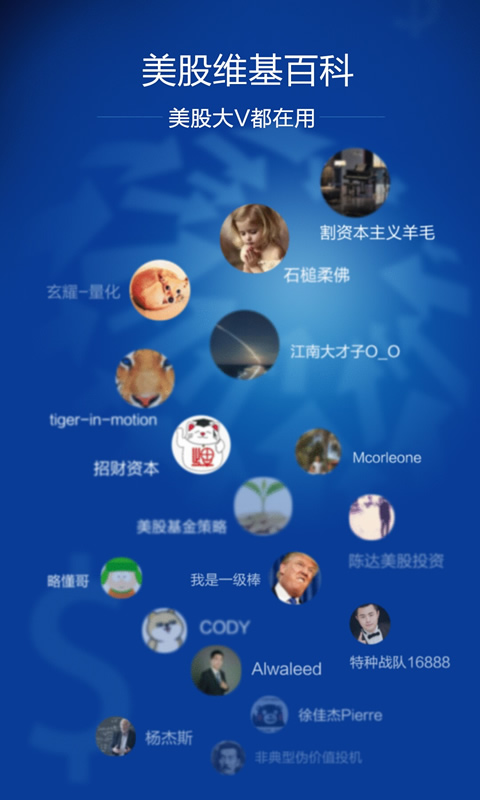 美股维基百科
美股大V都在用
割资本主义羊毛
石槌柔佛
玄耀-量化
江南大才子O_O
tiger-in-motion
Mcorleone
招财资本
美股基金策略
陈达美股投资
略懂哥
我是一级棒
CODY
特种战队16888
Alwaleed
徐佳杰Pierre
杨杰斯
非典型伪价值投机